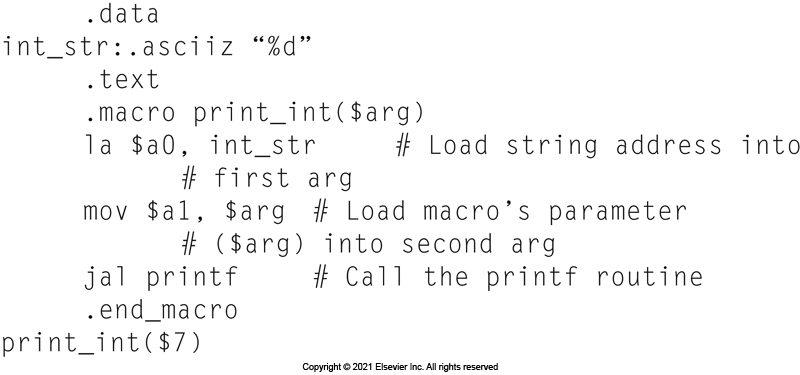 .data
int_str:.asciiz “%d”
.text
.macro print_int($arg)
la $a0, int_str # Load string address into
# first arg
mov $a1, $arg # Load macro’s parameter
# ($arg) into second arg
jal printf # Call the printf routine
.end_macro
print_int($7)
Copyright © 2021 Elsevier Inc. All rights reserved